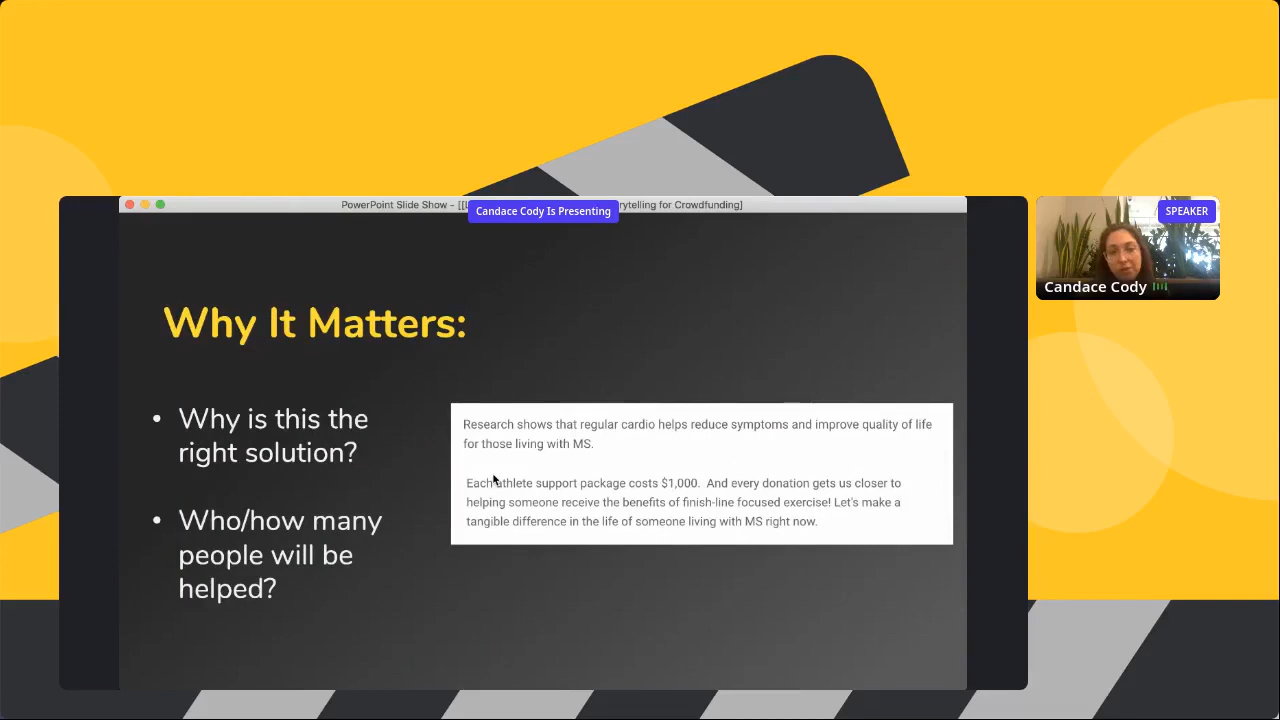 PowerPoint Slide Show - [[L
rytelling for Crowdfunding]
Candace Cody Is Presenting
SPEAKER
Candace Cody
Why It Matters:
• Why is this the
right solution?
• Who/how many
people will be
helped?
Research shows that regular cardio helps reduce symptoms and improve quality of life
for those living with MS.
Each athlete support package costs $1,000. And every donation gets us closer to
helping someone receive the benefits of finish-line focused exercise! Let's make a
tangible difference in the life of someone living with MS right now.